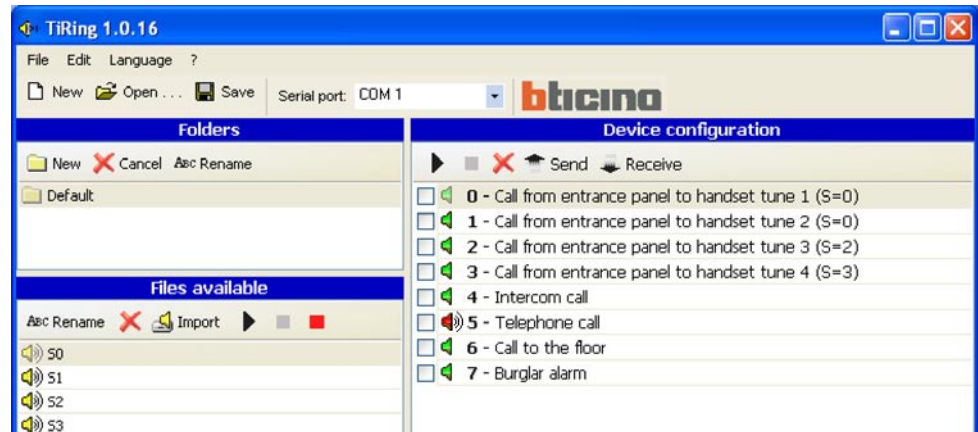 TiRing 1.0.16
File Edit Language ?
New Open ... Save Serial port: COM 1 bticino
Folders
New Cancel ABC Rename
Default
Files available
ABC Rename Import
S0
S1
S2
S3
Device configuration
Send Receive
0 - Call from entrance panel to handset tune 1 (S=0)
1 - Call from entrance panel to handset tune 2 (S=0)
2 - Call from entrance panel to handset tune 3 (S=2)
3 - Call from entrance panel to handset tune 4 (S=3)
4 - Intercom call
5 - Telephone call
6 - Call to the floor
7 - Burglar alarm